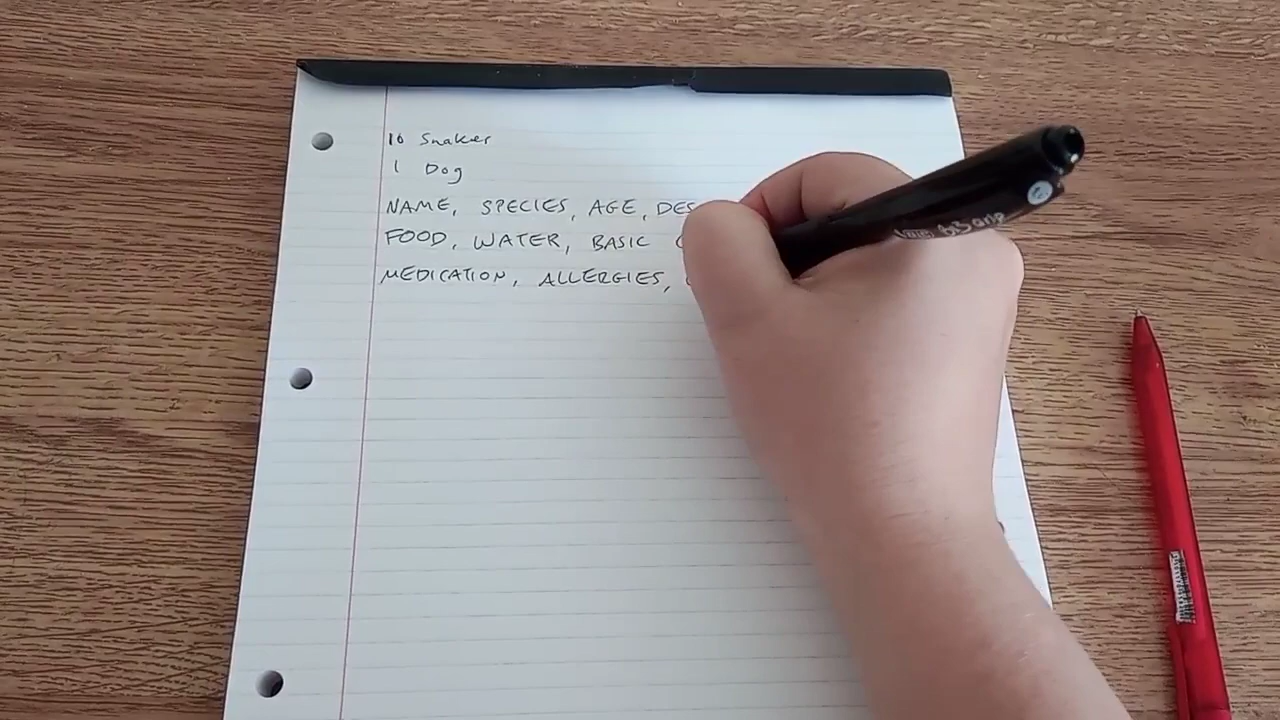 10 Snakes
1 Dog
NAME, SPECIES, AGE, DES
FOOD, WATER, BASIC
MEDICATION, ALLERGIES,